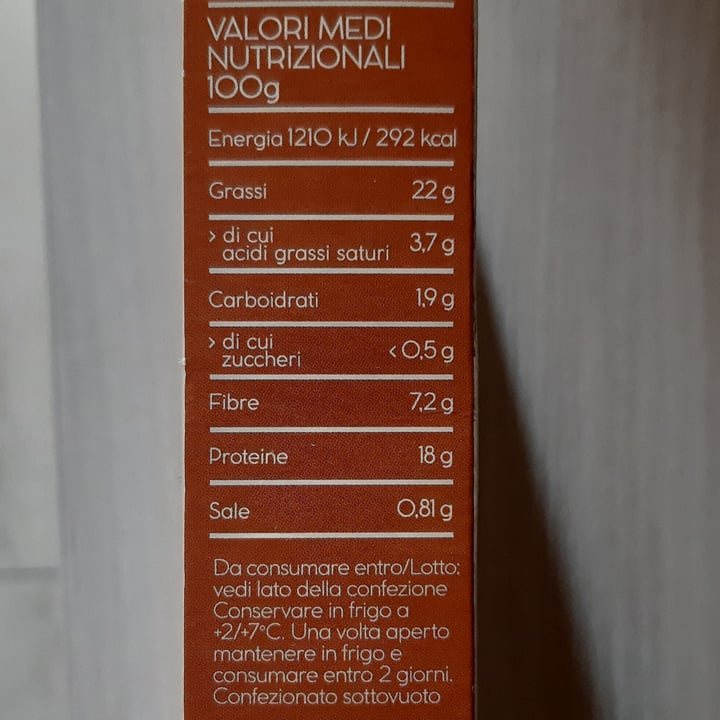 VALORI MEDI
NUTRIZIONALI
100g
Energia 1210 kJ / 292 kcal
Grassi 22 g
> di cui
acidi grassi saturi 3,7 g
Carboidrati 1,9 g
> di cui
zuccheri < 0,5 g
Fibre 7,2 g
Proteine 18 g
Sale 0,81 g
Da consumare entro/Lotto:
vedi lato della confezione
Conservare in frigo a
+2/+7°C. Una volta aperto
mantenere in frigo e
consumare entro 2 giorni.
Confezionato sottovuoto